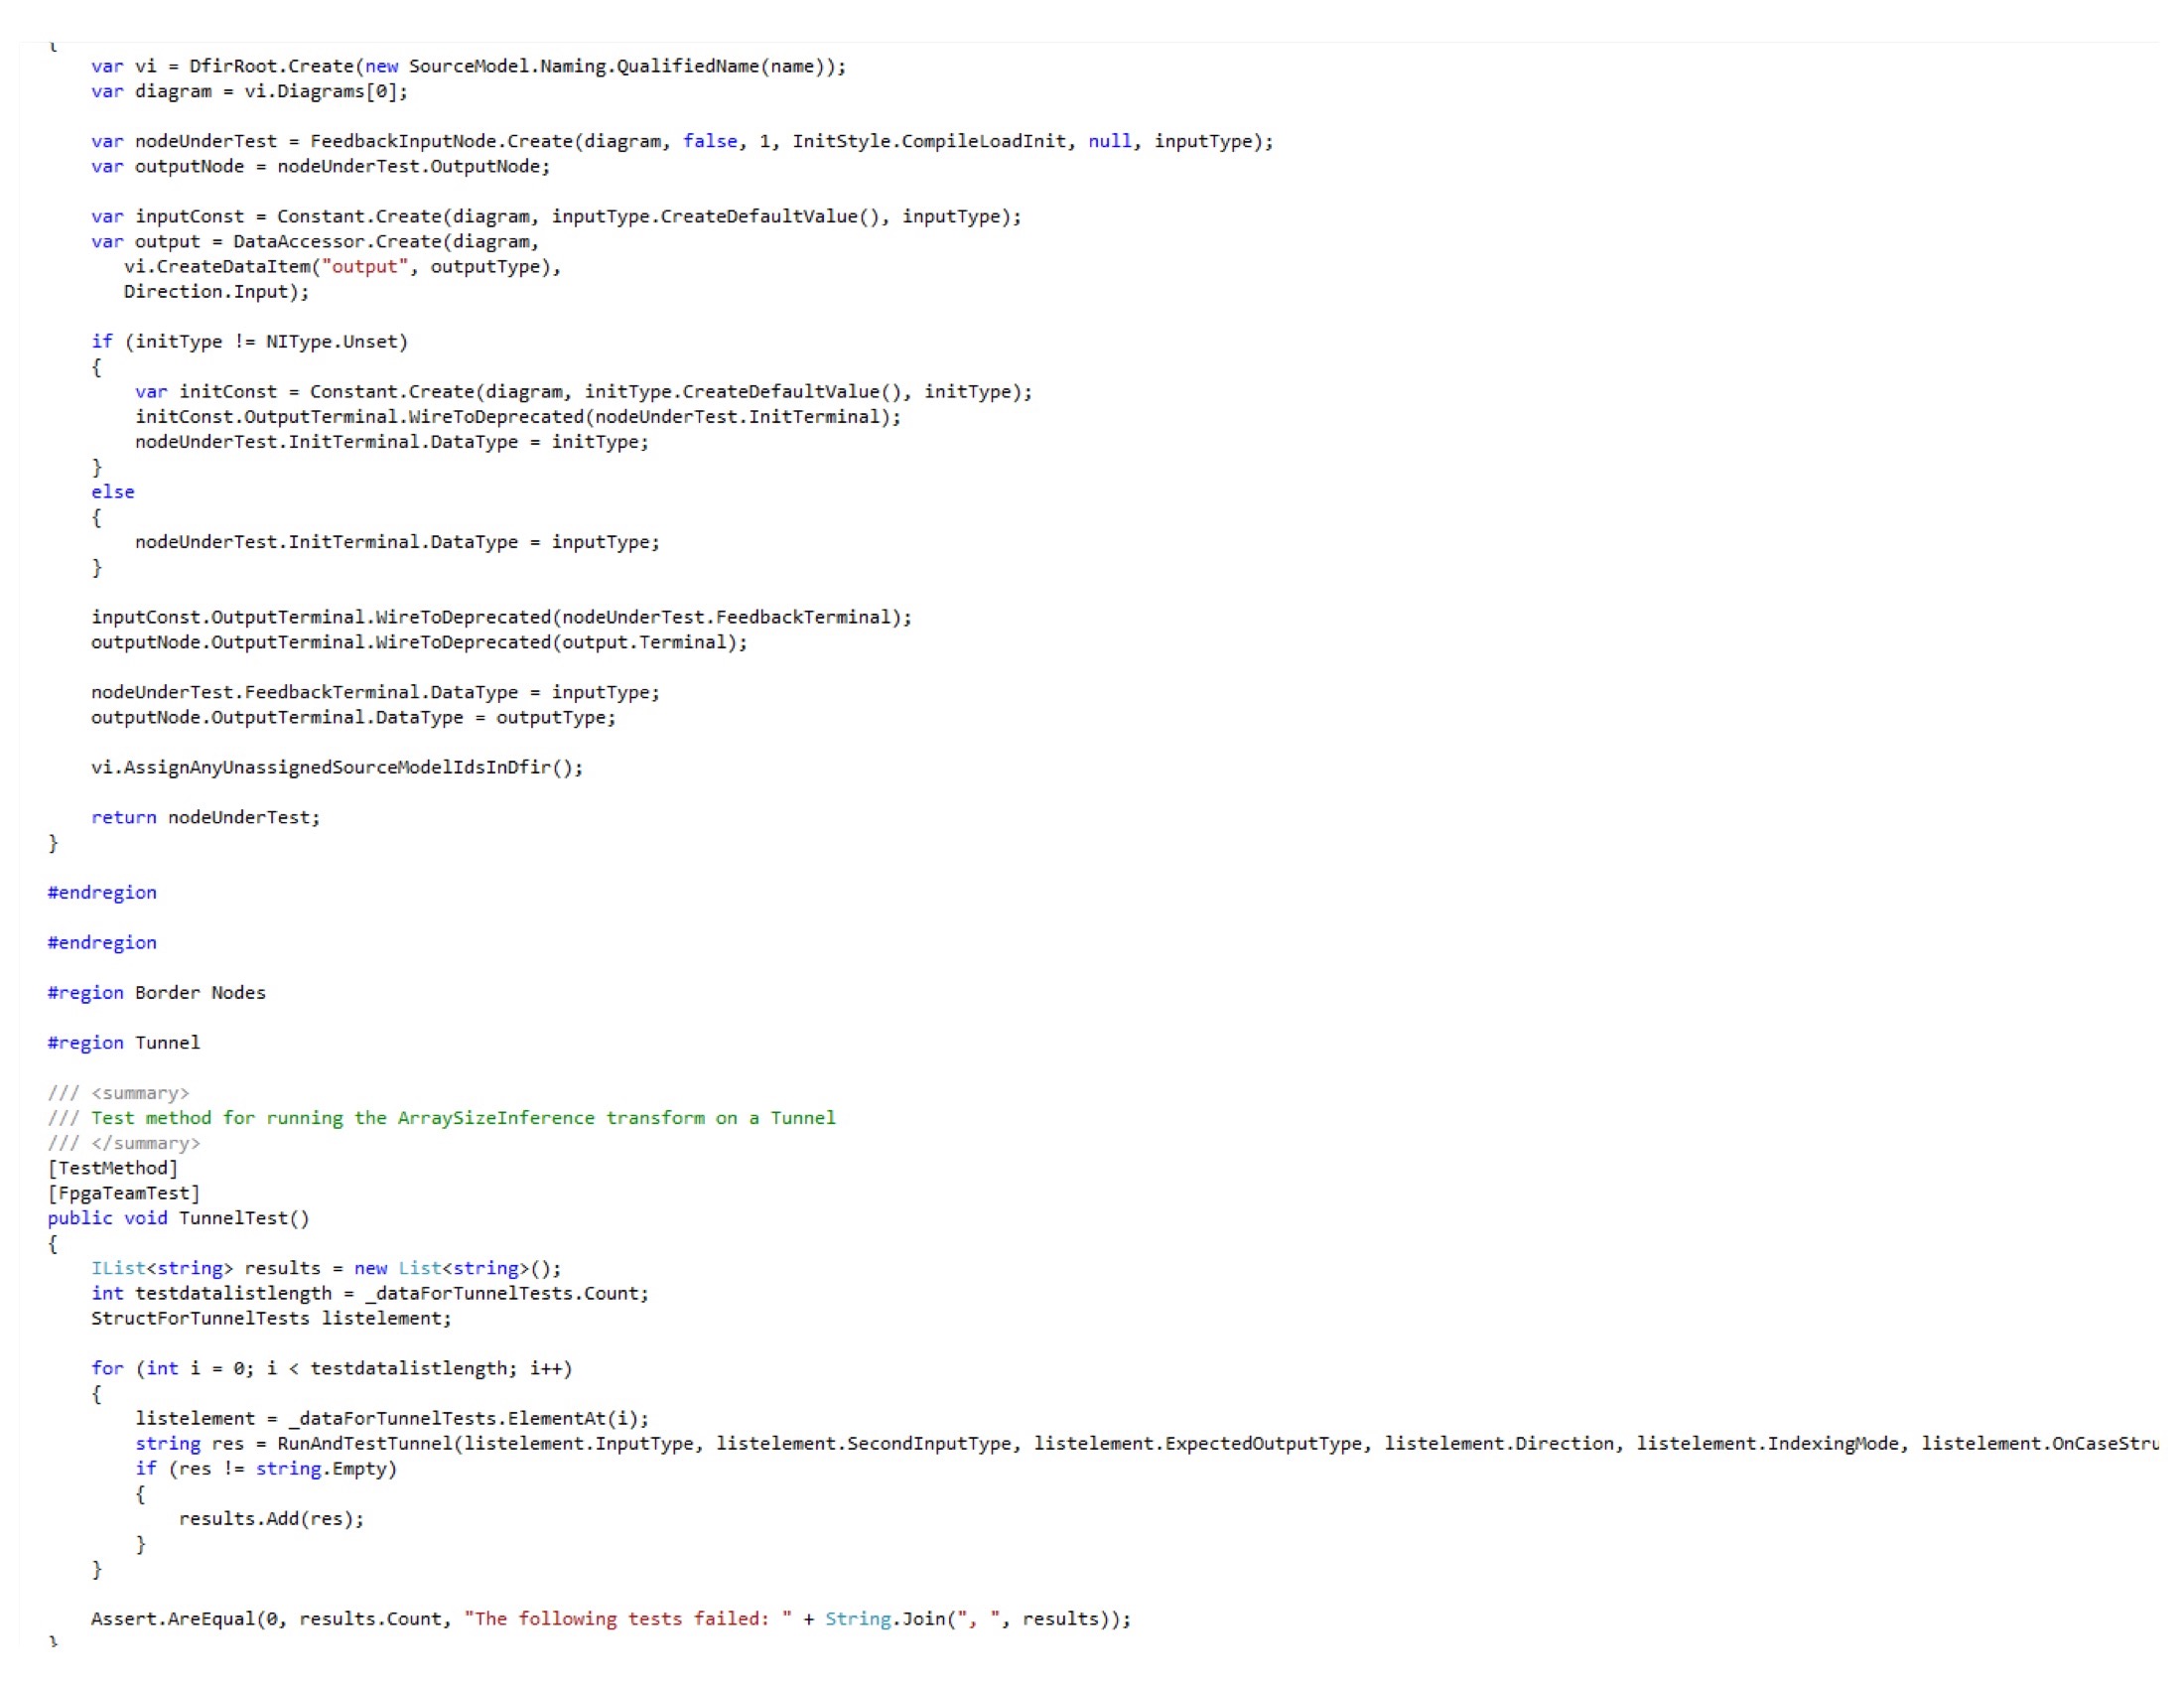 {
var vi = DfirRoot.Create(new SourceModel.Naming.QualifiedName(name));
var diagram = vi.Diagrams[0];
var nodeUnderTest = FeedbackInputNode.Create(diagram, false, 1, InitStyle.CompileLoadInit, null, inputType);
var outputNode = nodeUnderTest.OutputNode;
var inputConst = Constant.Create(diagram, inputType.CreateDefaultValue(), inputType);
var output = DataAccessor.Create(diagram,
vi.CreateDataItem("output", outputType),
Direction.Input);
if (initType != NIType.Unset)
{
var initConst = Constant.Create(diagram, initType.CreateDefaultValue(), initType);
initConst.OutputTerminal.WireToDeprecated(nodeUnderTest.InitTerminal);
nodeUnderTest.InitTerminal.DataType = initType;
}
else
{
nodeUnderTest.InitTerminal.DataType = inputType;
}
inputConst.OutputTerminal.WireToDeprecated(nodeUnderTest.FeedbackTerminal);
outputNode.OutputTerminal.WireToDeprecated(output.Terminal);
nodeUnderTest.FeedbackTerminal.DataType = inputType;
outputNode.OutputTerminal.DataType = outputType;
vi.AssignAnyUnassignedSourceModelIdsInDfir();
return nodeUnderTest;
}
#endregion
#endregion
#region Border Nodes
#region Tunnel
/// <summary>
/// Test method for running the ArraySizeInference transform on a Tunnel
/// </summary>
[TestMethod]
[FpgaTeamTest]
public void TunnelTest()
{
IList<string> results = new List<string>();
int testdatalistlength = _dataForTunnelTests.Count;
StructForTunnelTests listelement;
for (int i = 0; i < testdatalistlength; i++)
{
listelement = _dataForTunnelTests.ElementAt(i);
string res = RunAndTestTunnel(listelement.InputType, listelement.SecondInputType, listelement.ExpectedOutputType, listelement.Direction, listelement.IndexingMode, listelement.OnCaseStru
if (res != string.Empty)
{
results.Add(res);
}
}
Assert.AreEqual(0, results.Count, "The following tests failed: " + String.Join(", ", results));
}